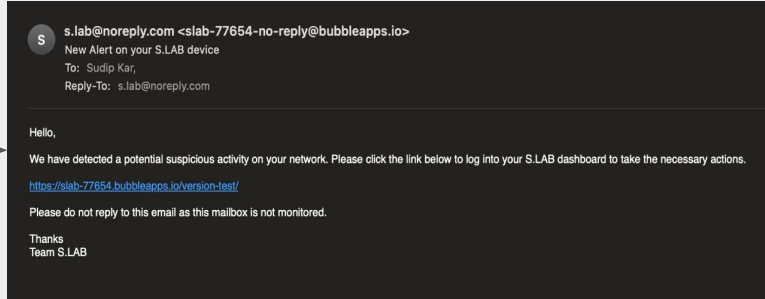 S
s.lab@noreply.com <slab-77654-no-reply@bubbleapps.io>
New Alert on your S.LAB device
To: Sudip Kar,
Reply-To: s.lab@noreply.com
Hello,
We have detected a potential suspicious activity on your network. Please click the link below to log into your S.LAB dashboard to take the necessary actions.
https://slab-77654.bubbleapps.io/version-test/
Please do not reply to this email as this mailbox is not monitored.
Thanks
Team S.LAB